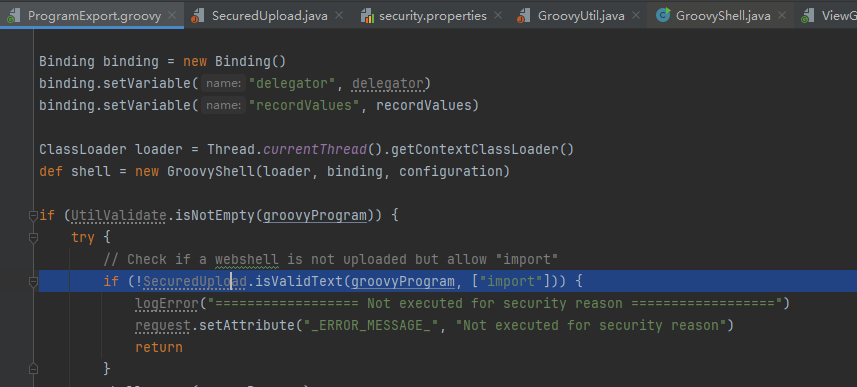 ProgramExport.groovy SecuredUpload.java security.properties GroovyUtil.java GroovyShell.java ViewG
Binding binding = new Binding()
binding.setVariable( name: "delegator", delegator)
binding.setVariable( name: "recordValues", recordValues)
ClassLoader loader = Thread.currentThread().getContextClassLoader()
def shell = new GroovyShell(loader, binding, configuration)
if (UtilValidate.isNotEmpty(groovyProgram)) {
try {
// Check if a webshell is not uploaded but allow "import"
if (!SecuredUpload.isValidText(groovyProgram, ["import"])) {
logError("================== Not executed for security reason ==================")
request.setAttribute("_ERROR_MESSAGE_", "Not executed for security reason")
return
}